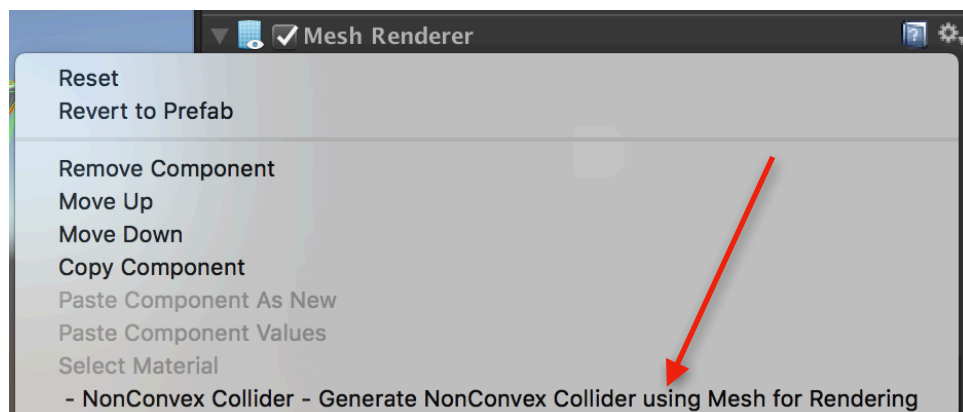 Mesh Renderer
Reset
Revert to Prefab
Remove Component
Move Up
Move Down
Copy Component
Paste Component As New
Paste Component Values
Select Material
- NonConvex Collider - Generate NonConvex Collider using Mesh for Rendering